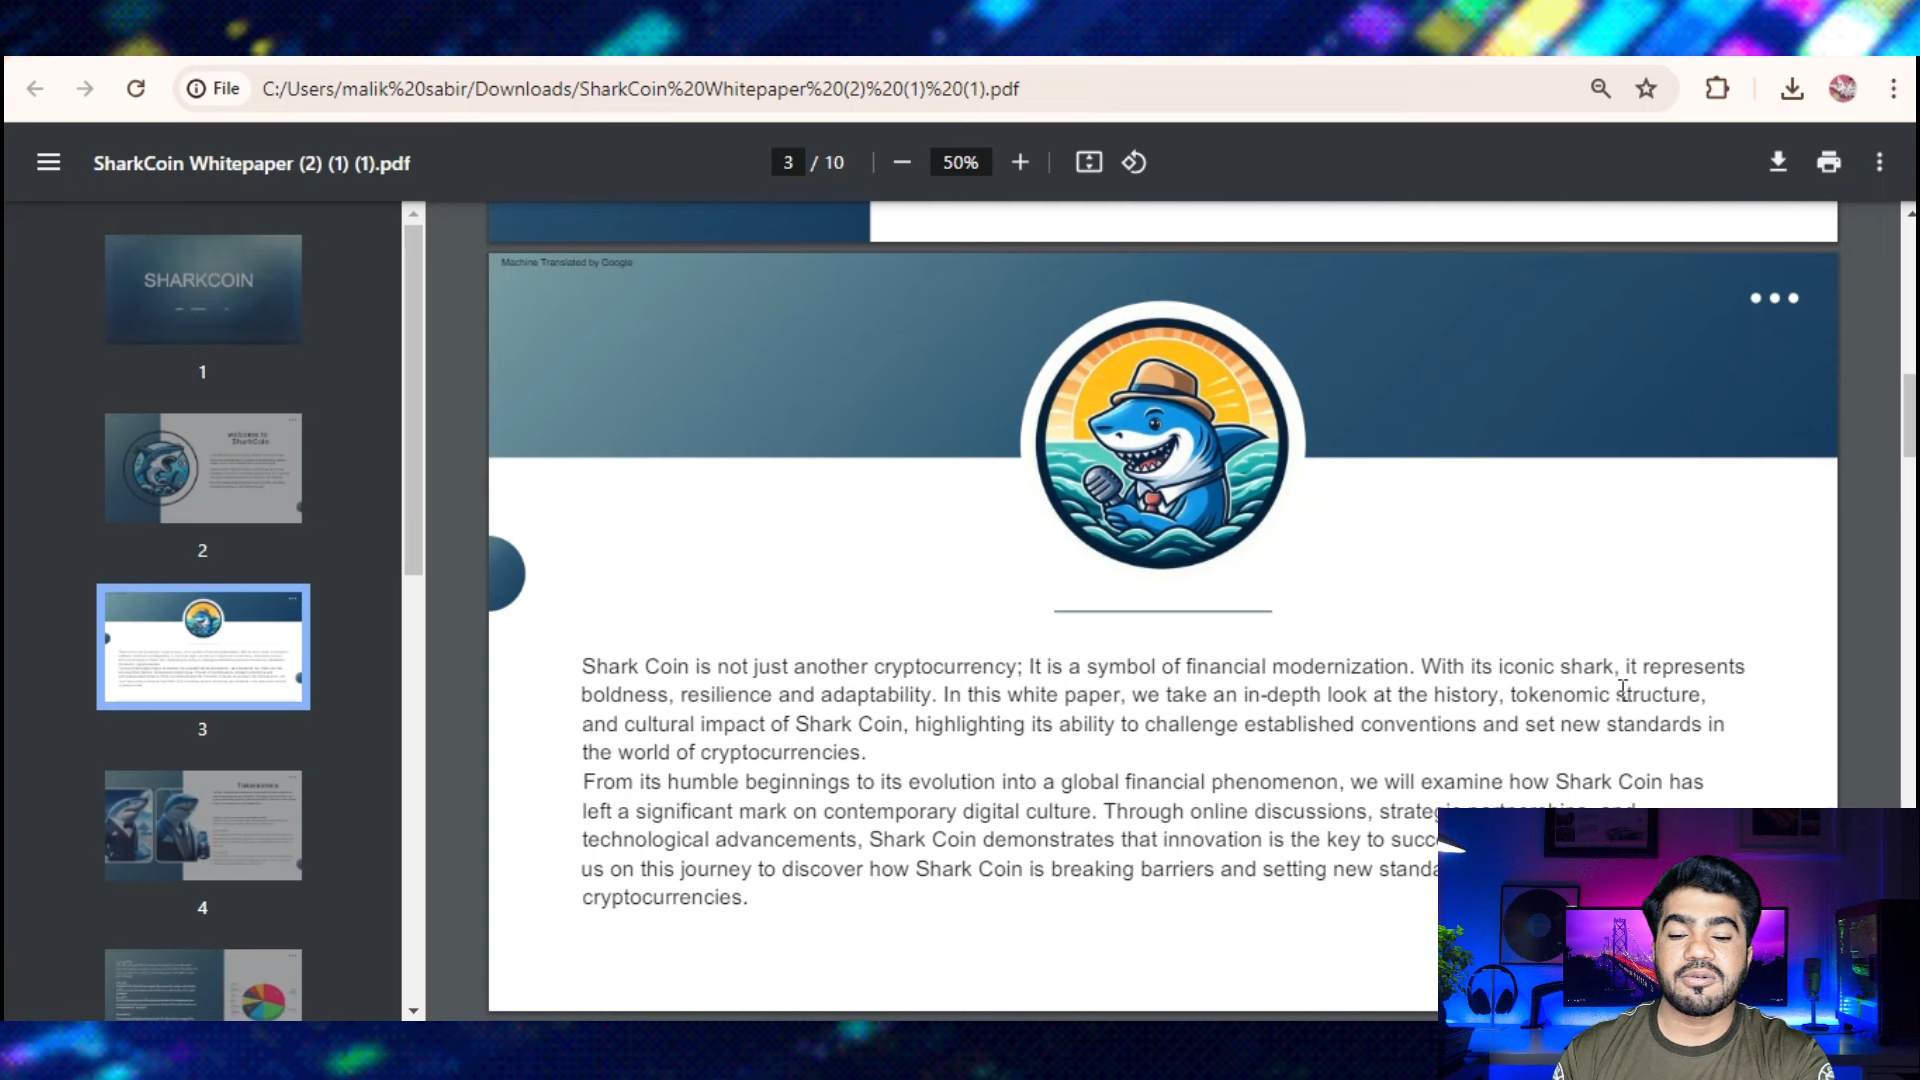 File C:/Users/malik%20sabir/Downloads/SharkCoin%20Whitepaper%20(2)%20(1)%20(1).pdf
SharkCoin Whitepaper (2) (1) (1).pdf
3 / 10
50%
SHARKCOIN
1
welcome to
SharkCoin
2
3
Tokenomics
4
Machine Translated by Google
Shark Coin is not just another cryptocurrency; It is a symbol of financial modernization. With its iconic shark, it represents
boldness, resilience and adaptability. In this white paper, we take an in-depth look at the history, tokenomic structure,
and cultural impact of Shark Coin, highlighting its ability to challenge established conventions and set new standards in
the world of cryptocurrencies.
From its humble beginnings to its evolution into a global financial phenomenon, we will examine how Shark Coin has
left a significant mark on contemporary digital culture. Through online discussions,
technological advancements, Shark Coin demonstrates that innovation is the key to
us on this journey to discover how Shark Coin is breaking barriers and setting new
cryptocurrencies.